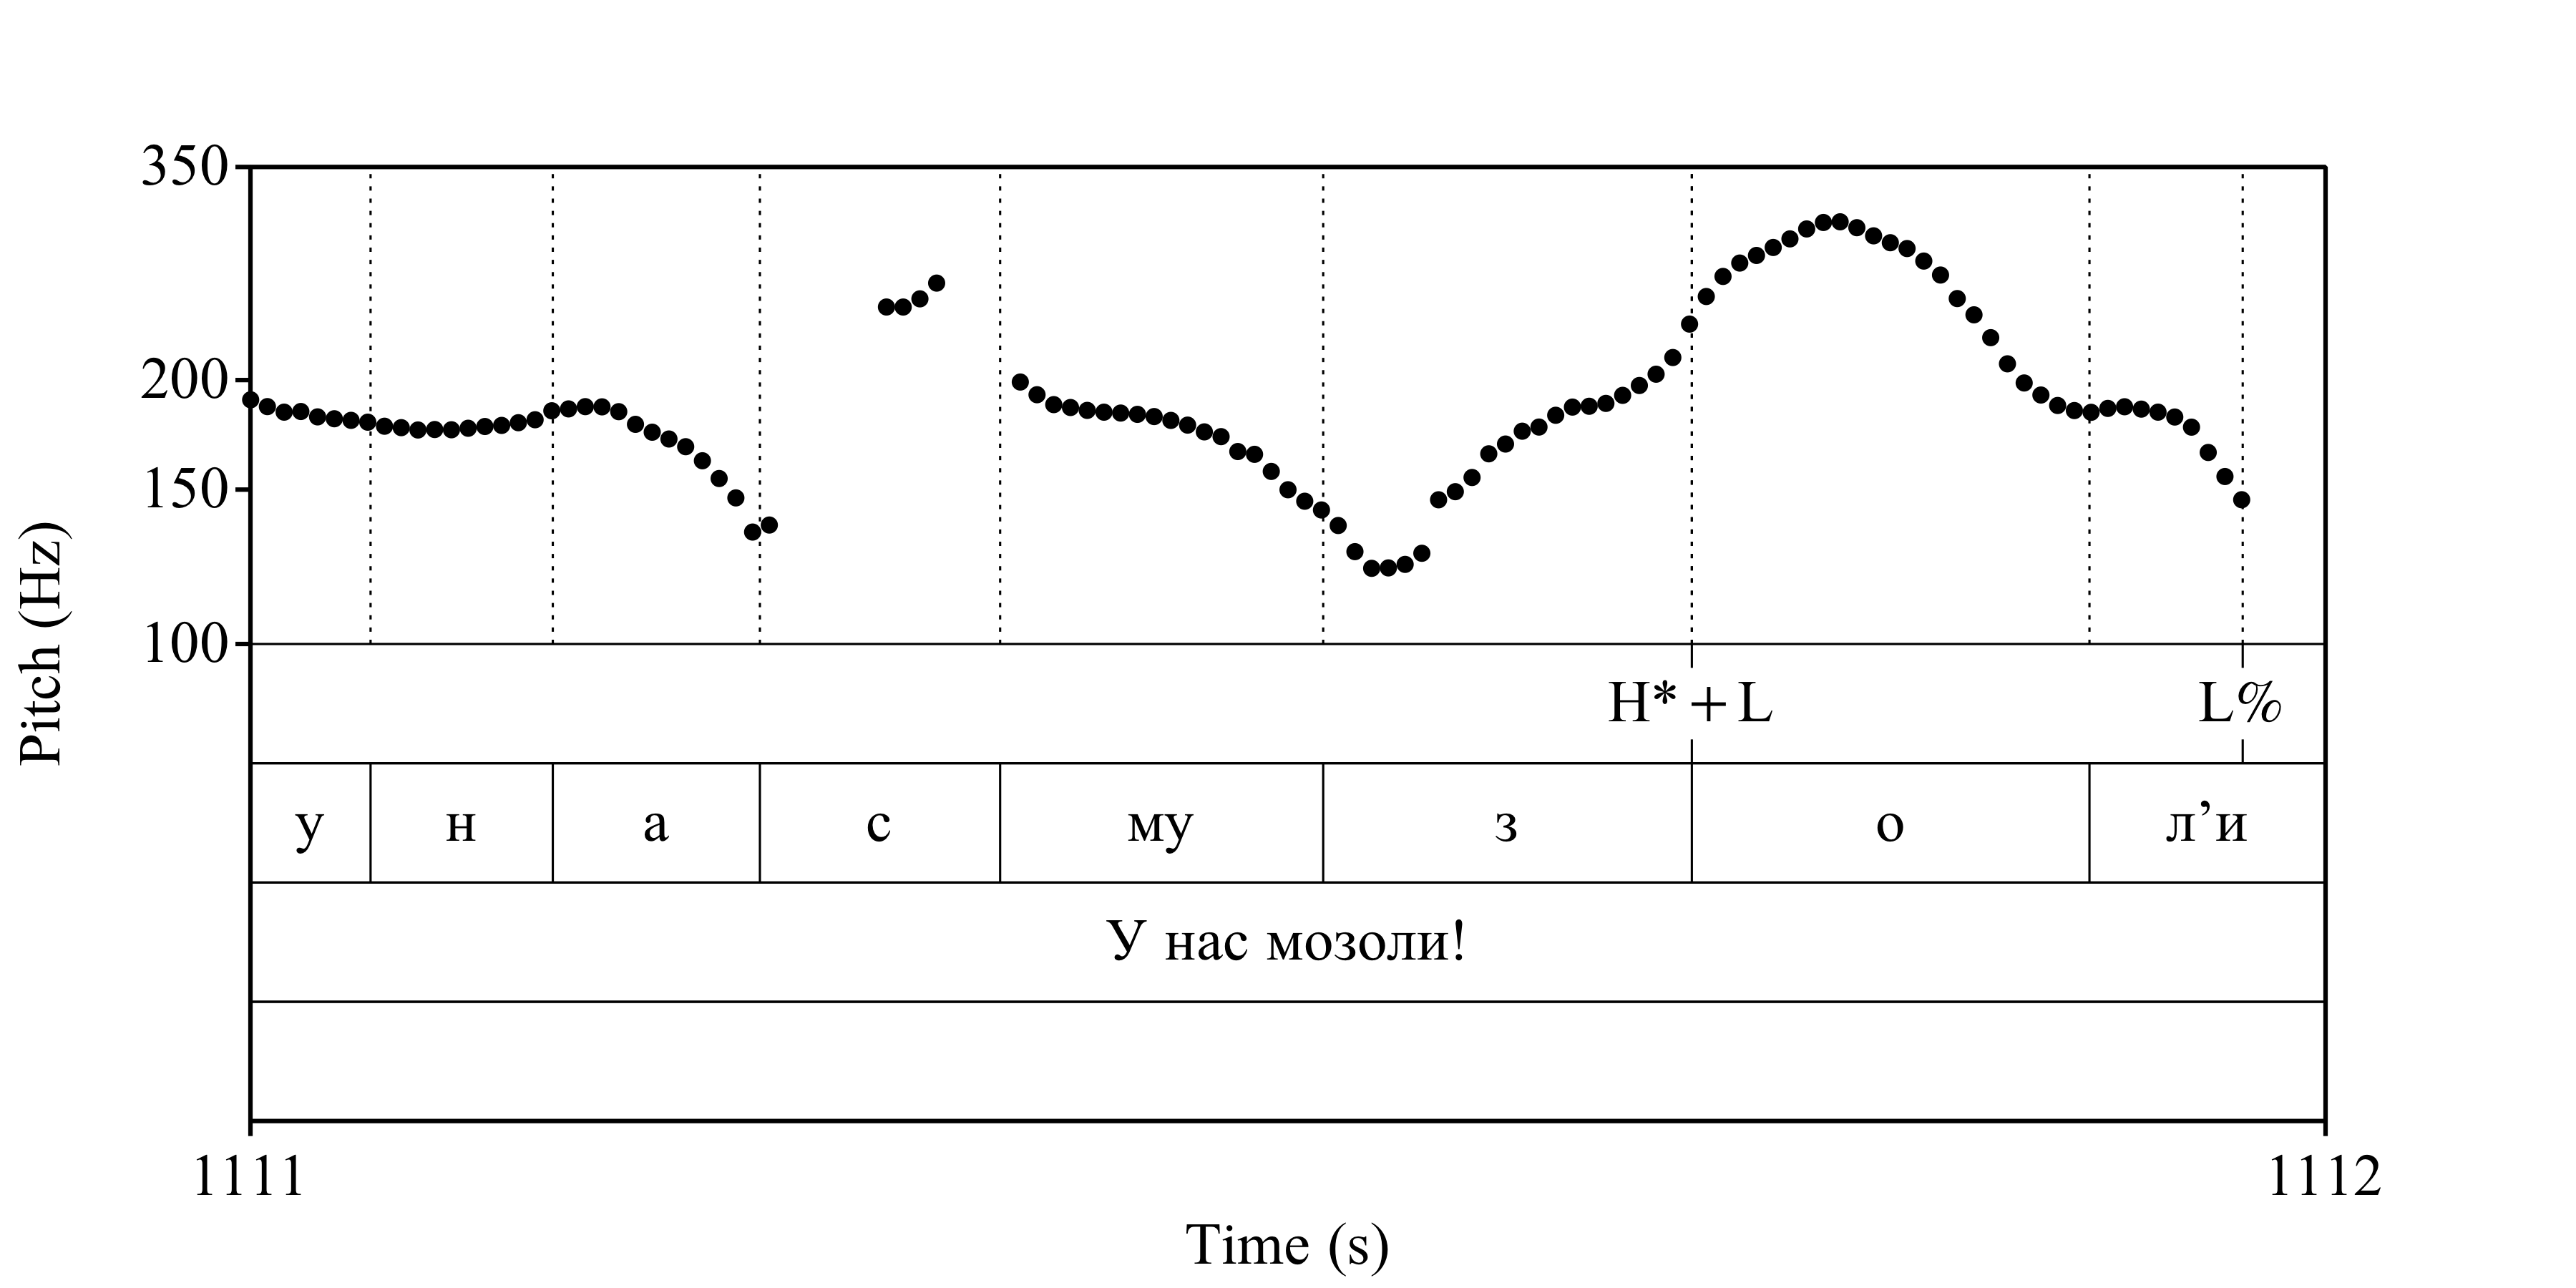 350
200
150
100
Pitch (Hz)
H*+L L%
у н а с му з о л’и
У нас мозоли!
1111 1112
Time (s)